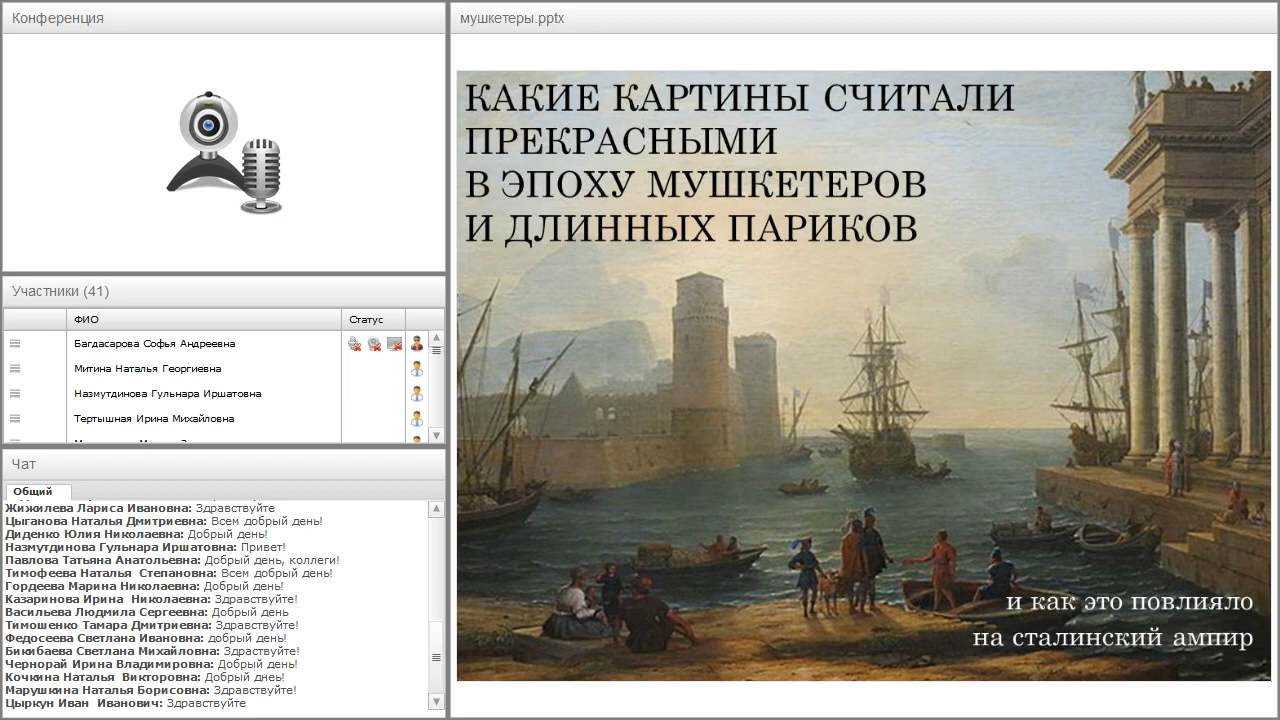 Конференция
Участники (41)
ФИО
Статус
Багдасарова Софья Андреевна
Митина Наталья Георгиевна
Назмутдинова Гульнара Иршатовна
Тертышная Ирина Михайловна
Чат
Общий
Жижилева Лариса Ивановна: Здравствуйте
Цыганова Наталья Дмитриевна: Всем добрый день!
Диденко Юлия Николаевна: Добрый день!
Назмутдинова Гульнара Иршатовна: Привет!
Павлова Татьяна Анатольевна: Добрый день, коллеги!
Тимофеева Наталья Степановна: Всем добрый день!
Гордеева Марина Николаевна: Добрый день!
Казаринова Ирина Николаевна: Здравствуйте!
Васильева Людмила Сергеевна: Добрый день
Тимошенко Тамара Дмитриевна: Здравствуйте!
Федосеева Светлана Ивановна: добрый день!
Бикибаева Светлана Михайловна: Здраствуйте!
Чернорай Ирина Владимировна: Добрый день!
Кочкина Наталья Викторовна: Добрый днеь!
Марушкина Наталья Борисовна: Здравствуйте!
Цыркун Иван Иванович: Здравствуйте
мушкетеры.pptx
КАКИЕ КАРТИНЫ СЧИТАЛИ
ПРЕКРАСНЫМИ
В ЭПОХУ МУШКЕТЕРОВ
И ДЛИННЫХ ПАРИКОВ
и как это повлияло
на сталинский ампир